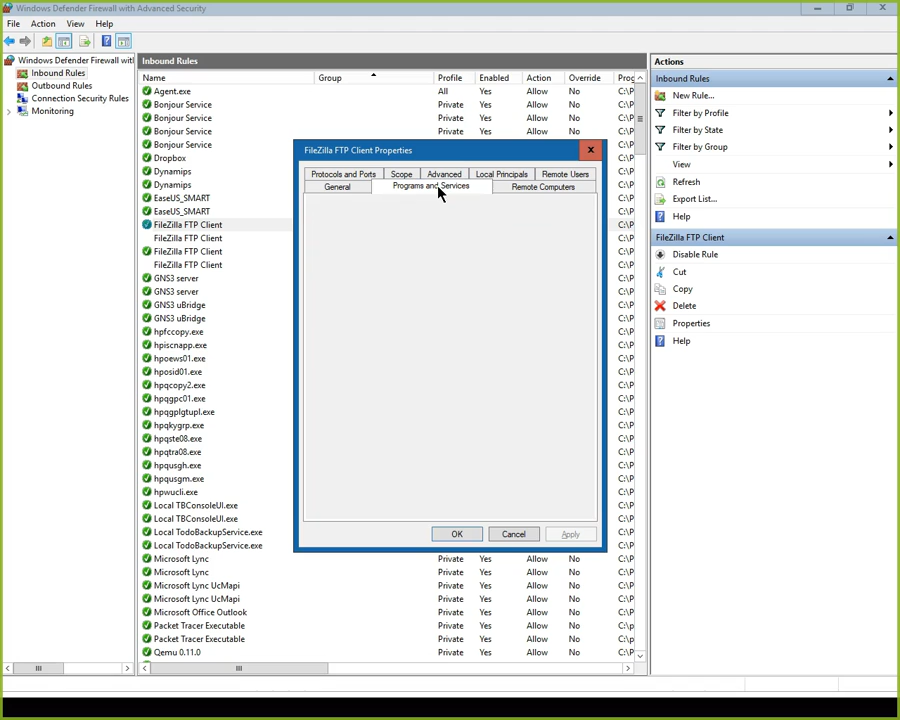 Windows Defender Firewall with Advanced Security
File Action View Help
Windows Defender Firewall witl
Inbound Rules
Outbound Rules
Connection Security Rules
Monitoring
Inbound Rules
Name Group Profile Enabled Action Override Prog
Agent.exe All Yes Allow No C:\P
Bonjour Service Private Yes Allow No C:\P
Bonjour Service Private Yes Allow No C:\P
Bonjour Service Private Yes Allow No C:\P
Bonjour Service C:\P
Dropbox C:\P
Dynamips C:\P
Dynamips C:\P
EaseUS_SMART C:\P
EaseUS_SMART C:\P
FileZilla FTP Client C:\P
FileZilla FTP Client C:\P
FileZilla FTP Client C:\P
FileZilla FTP Client C:\P
GNS3 server C:\P
GNS3 server C:\P
GNS3 uBridge C:\P
GNS3 uBridge C:\P
hpfccopy.exe C:\P
hpiscnapp.exe C:\P
hpoews01.exe C:\P
hposid01.exe C:\P
hpqcopy2.exe C:\P
hpqgpc01.exe C:\P
hpqgplgtupl.exe C:\P
hpqkygrp.exe C:\P
hpqste08.exe C:\P
hpqtra08.exe C:\P
hpqusgh.exe C:\P
hpqusgm.exe C:\P
hpwucli.exe C:\P
Local TBConsoleUI.exe C:\P
Local TBConsoleUI.exe C:\P
Local TodoBackupService.exe C:\P
Local TodoBackupService.exe C:\P
Microsoft Lync Private Yes Allow No C:\P
Microsoft Lync Private Yes Allow No C:\P
Microsoft Lync UcMapi Private Yes Allow No C:\P
Microsoft Lync UcMapi Private Yes Allow No C:\P
Microsoft Office Outlook Private Yes Allow No C:\P
Packet Tracer Executable Private Yes Allow No C:\p
Packet Tracer Executable Private Yes Allow No C:\p
Qemu 0.11.0 Private Yes Allow No C:\P
FileZilla FTP Client Properties
Protocols and Ports Scope Advanced Local Principals Remote Users
General Programs and Services Remote Computers
OK Cancel Apply
Actions
Inbound Rules
New Rule...
Filter by Profile
Filter by State
Filter by Group
View
Refresh
Export List...
Help
FileZilla FTP Client
Disable Rule
Cut
Copy
Delete
Properties
Help